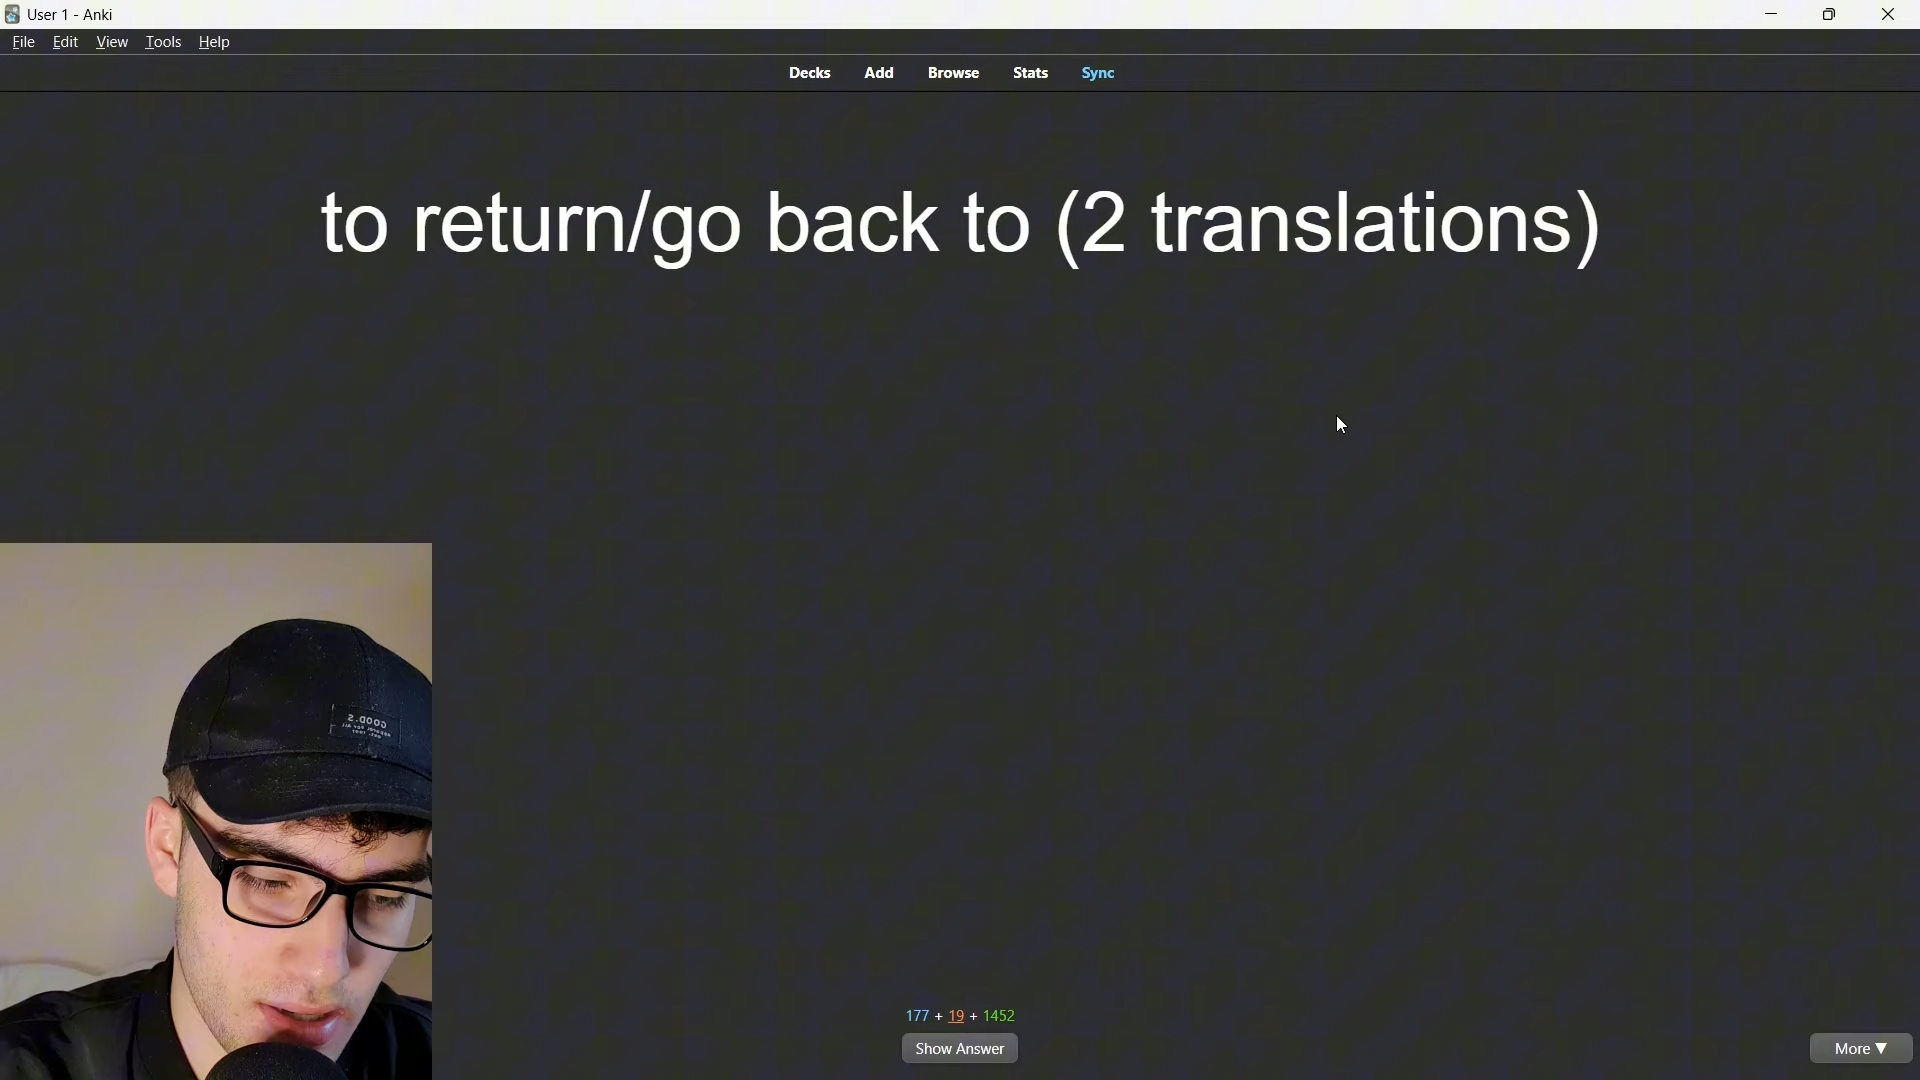 User 1 - Anki
File Edit View Tools Help
Decks Add Browse Stats Sync
to return/go back to (2 translations)
GOOD.S
177 + 19 + 1452
Show Answer
More ▼